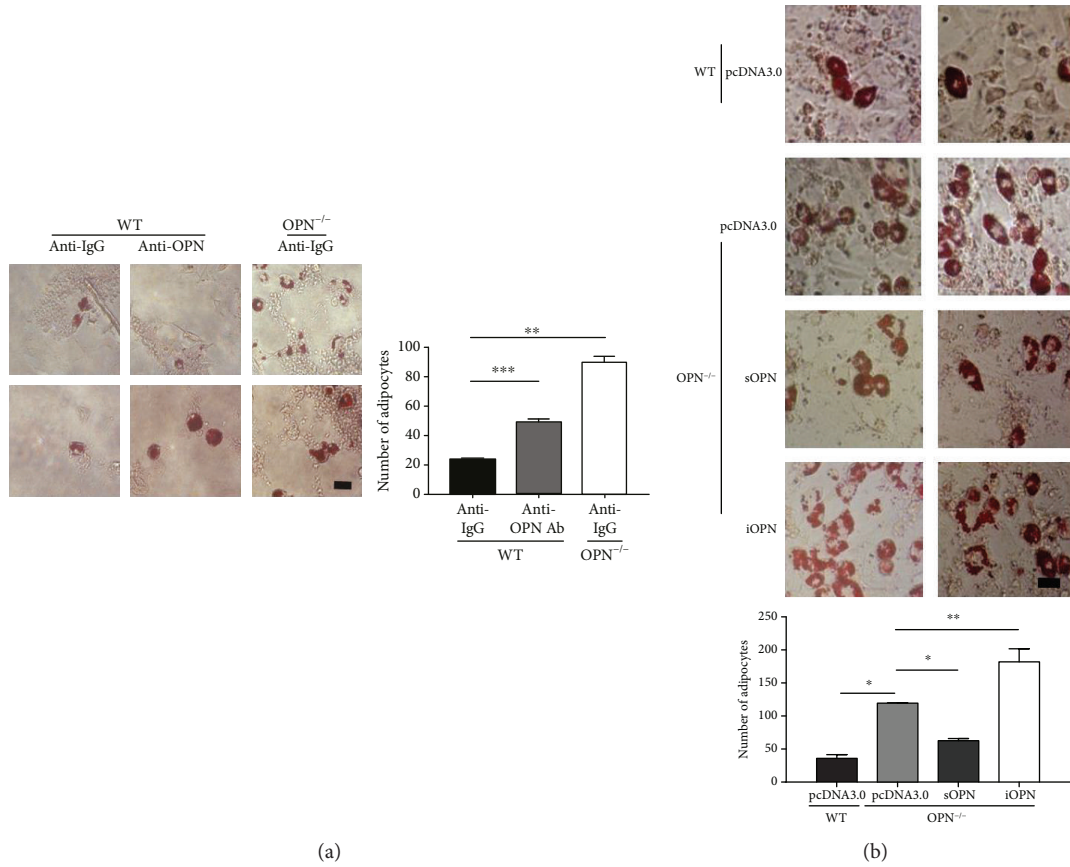 WT
OPN⁻/⁻
Anti-IgG
Anti-OPN
Anti-IgG
Number of adipocytes
100
80
60
40
20
0
**
***
Anti-
IgG
Anti-
OPN Ab
Anti-
IgG
WT
OPN⁻/⁻
(a)
WT
pcDNA3.0
OPN⁻/⁻
pcDNA3.0
sOPN
iOPN
Number of adipocytes
250
200
150
100
50
0
**
*
*
pcDNA3.0
pcDNA3.0
sOPN
iOPN
WT
OPN⁻/⁻
(b)